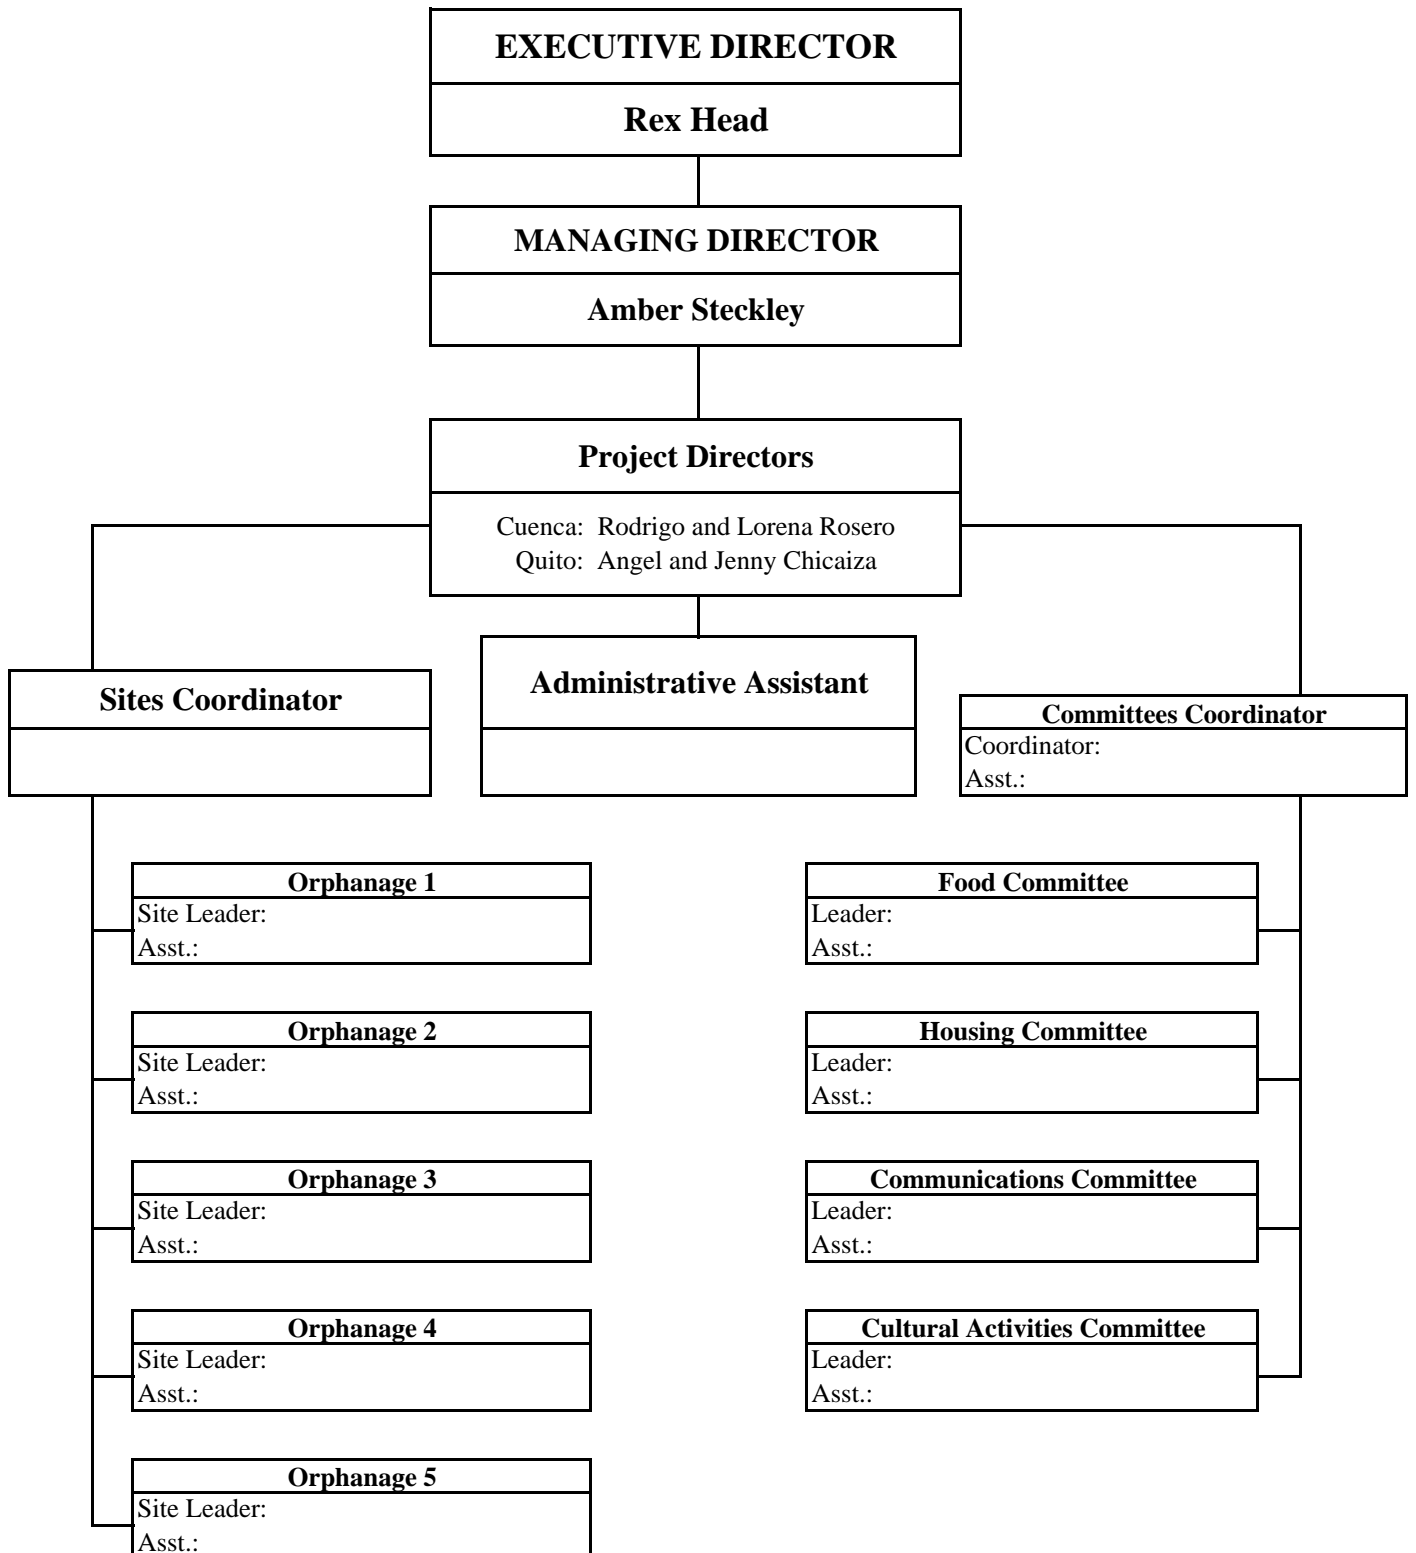 EXECUTIVE DIRECTOR
Rex Head
MANAGING DIRECTOR
Amber Steckley
Project Directors
Cuenca: Rodrigo and Lorena Rosero
Quito: Angel and Jenny Chicaiza
Sites Coordinator
Administrative Assistant
Committees Coordinator
Coordinator:
Asst.:
Orphanage 1
Site Leader:
Asst.:
Orphanage 2
Site Leader:
Asst.:
Orphanage 3
Site Leader:
Asst.:
Orphanage 4
Site Leader:
Asst.:
Orphanage 5
Site Leader:
Asst.:
Food Committee
Leader:
Asst.:
Housing Committee
Leader:
Asst.:
Communications Committee
Leader:
Asst.:
Cultural Activities Committee
Leader:
Asst.: